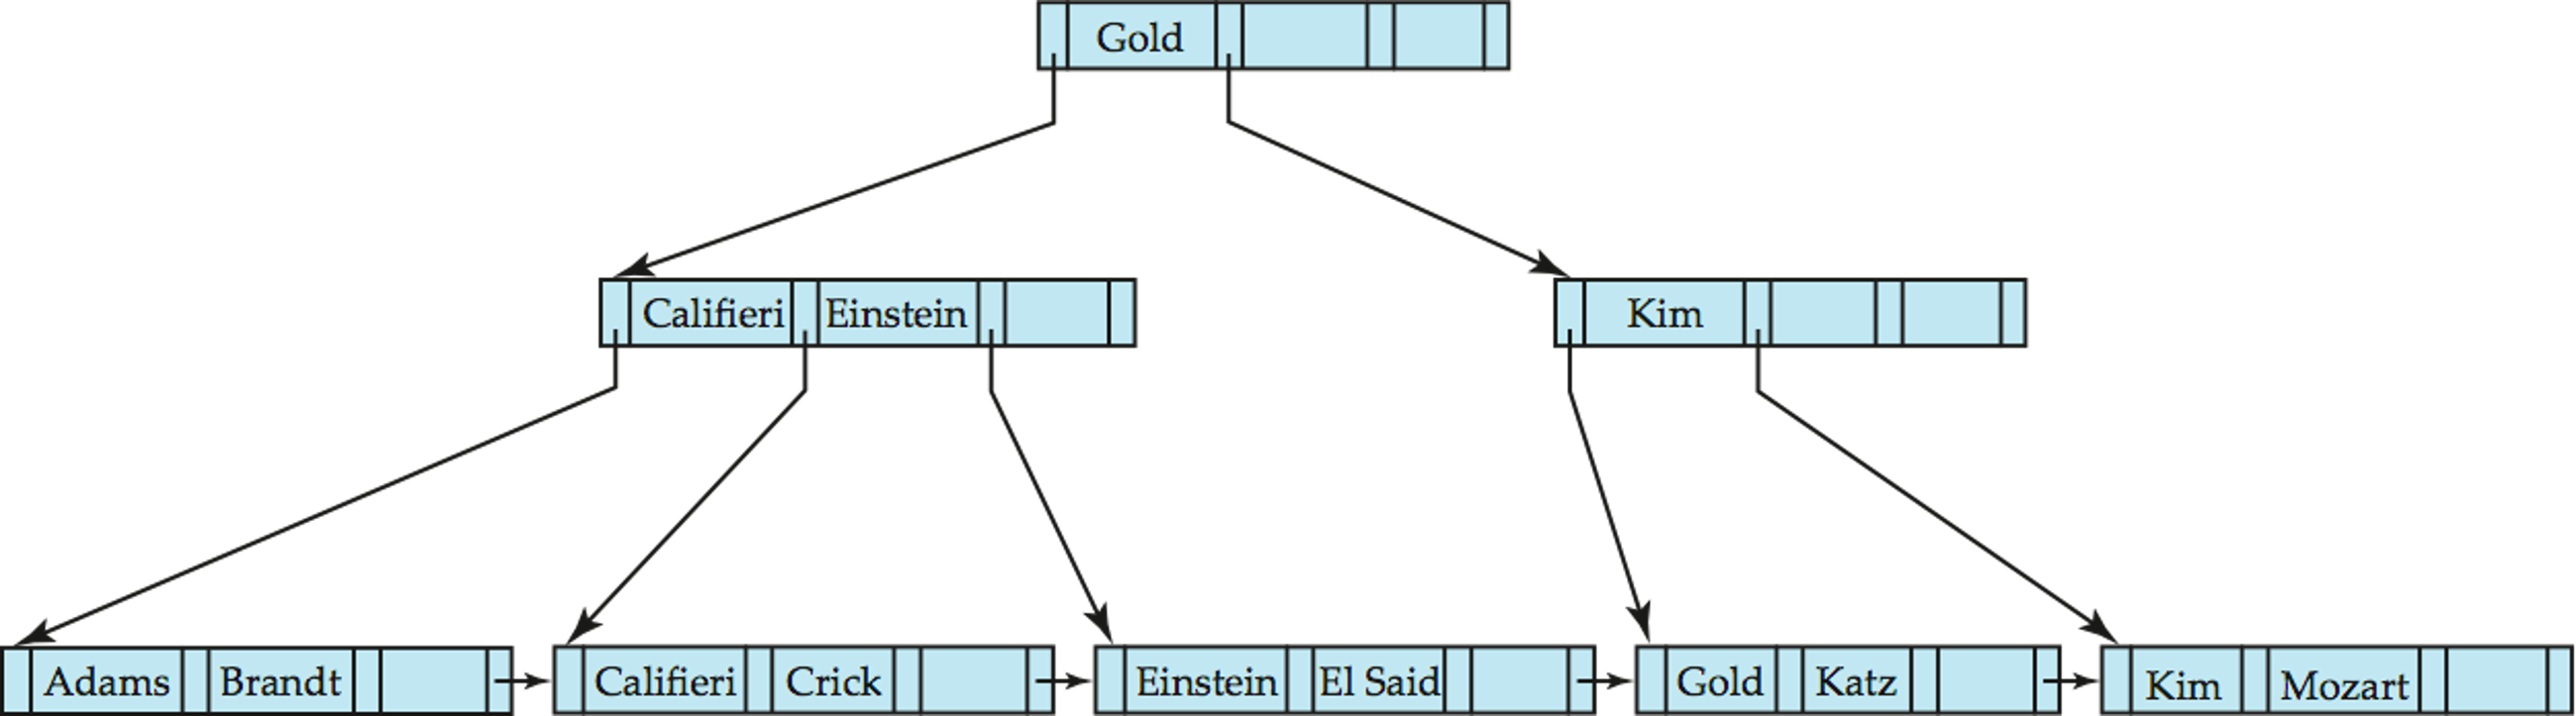 Gold
Califieri Einstein
Kim
Adams Brandt
Califieri Crick
Einstein El Said
Gold Katz
Kim Mozart